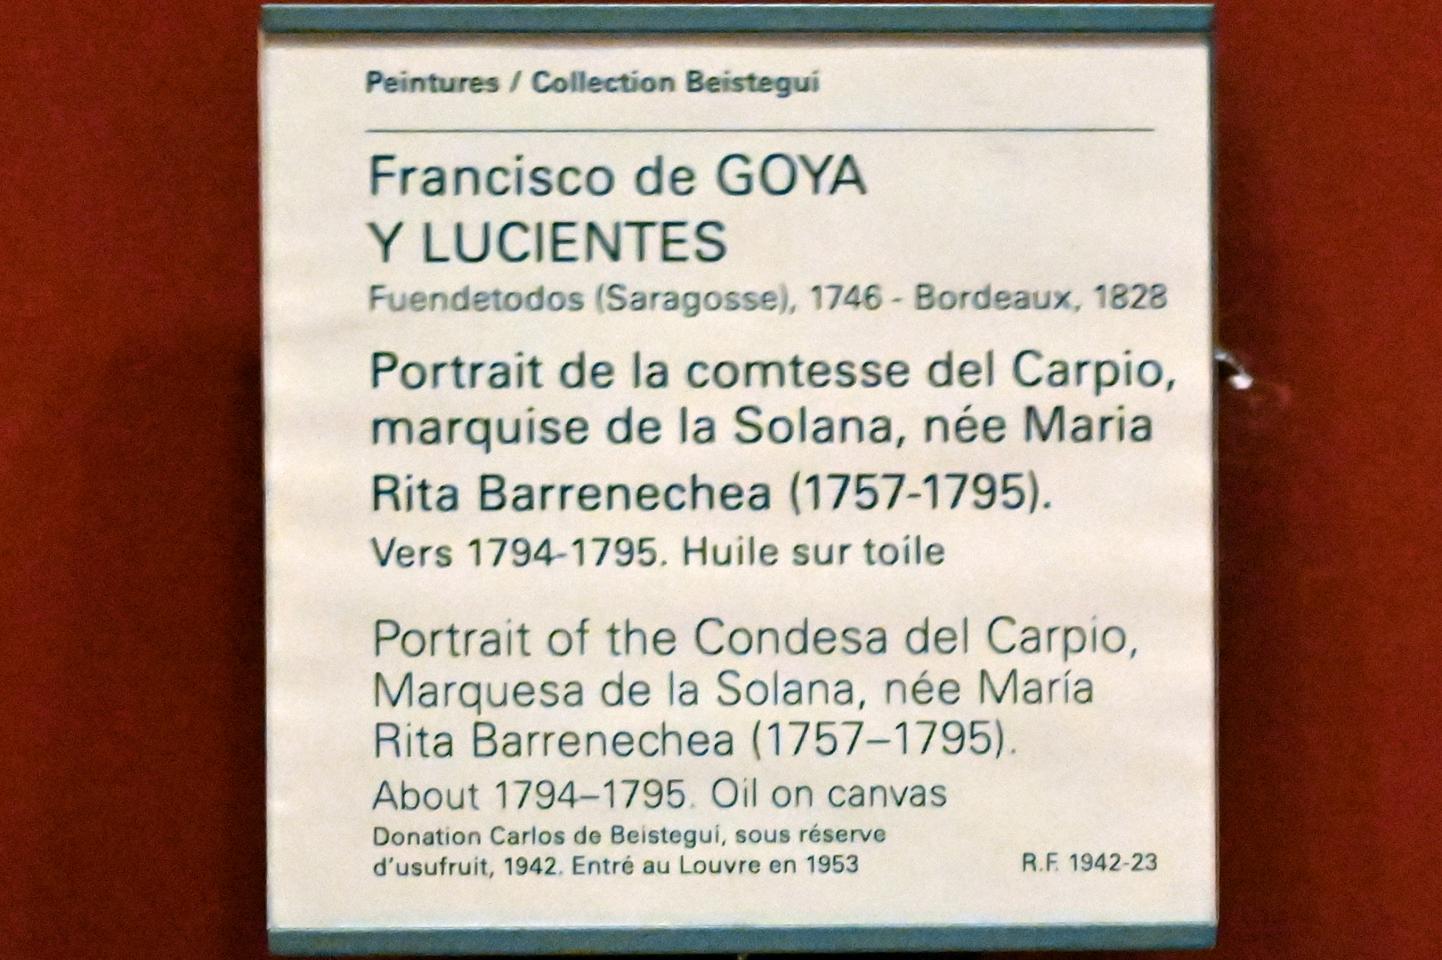 Peintures / Collection Beistegui
Francisco de GOYA
Y LUCIENTES
Fuendetodos (Saragosse), 1746 - Bordeaux, 1828
Portrait de la comtesse del Carpio,
marquise de la Solana, née Maria
Rita Barrenechea (1757-1795).
Vers 1794-1795. Huile sur toile
Portrait of the Condesa del Carpio,
Marquesa de la Solana, née María
Rita Barrenechea (1757–1795).
About 1794–1795. Oil on canvas
Donation Carlos de Beistegui, sous réserve
d'usufruit, 1942. Entré au Louvre en 1953
R.F. 1942-23